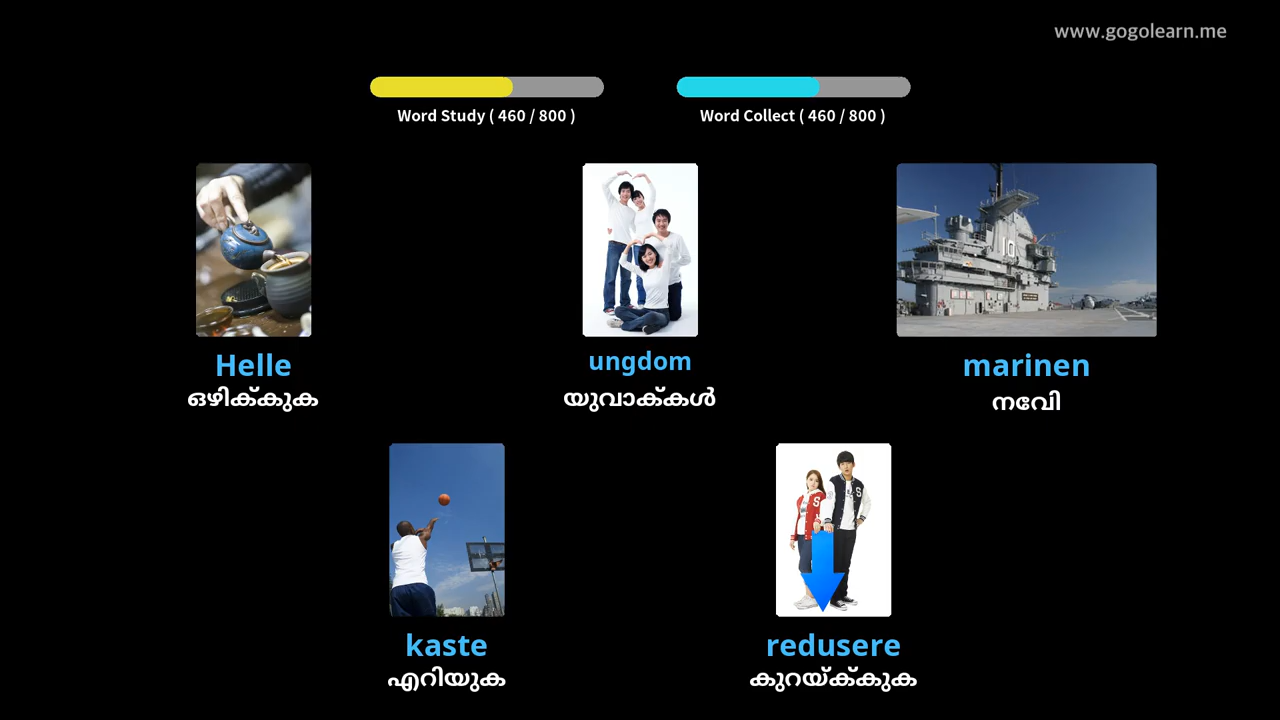 www.gogolearn.me
Word Study ( 460 / 800 )
Word Collect ( 460 / 800 )
Helle
ഒഴിക്കുക
ungdom
യുവാക്കൾ
marinen
നവേി
kaste
എറിയുക
redusere
കുറയ്ക്കുക